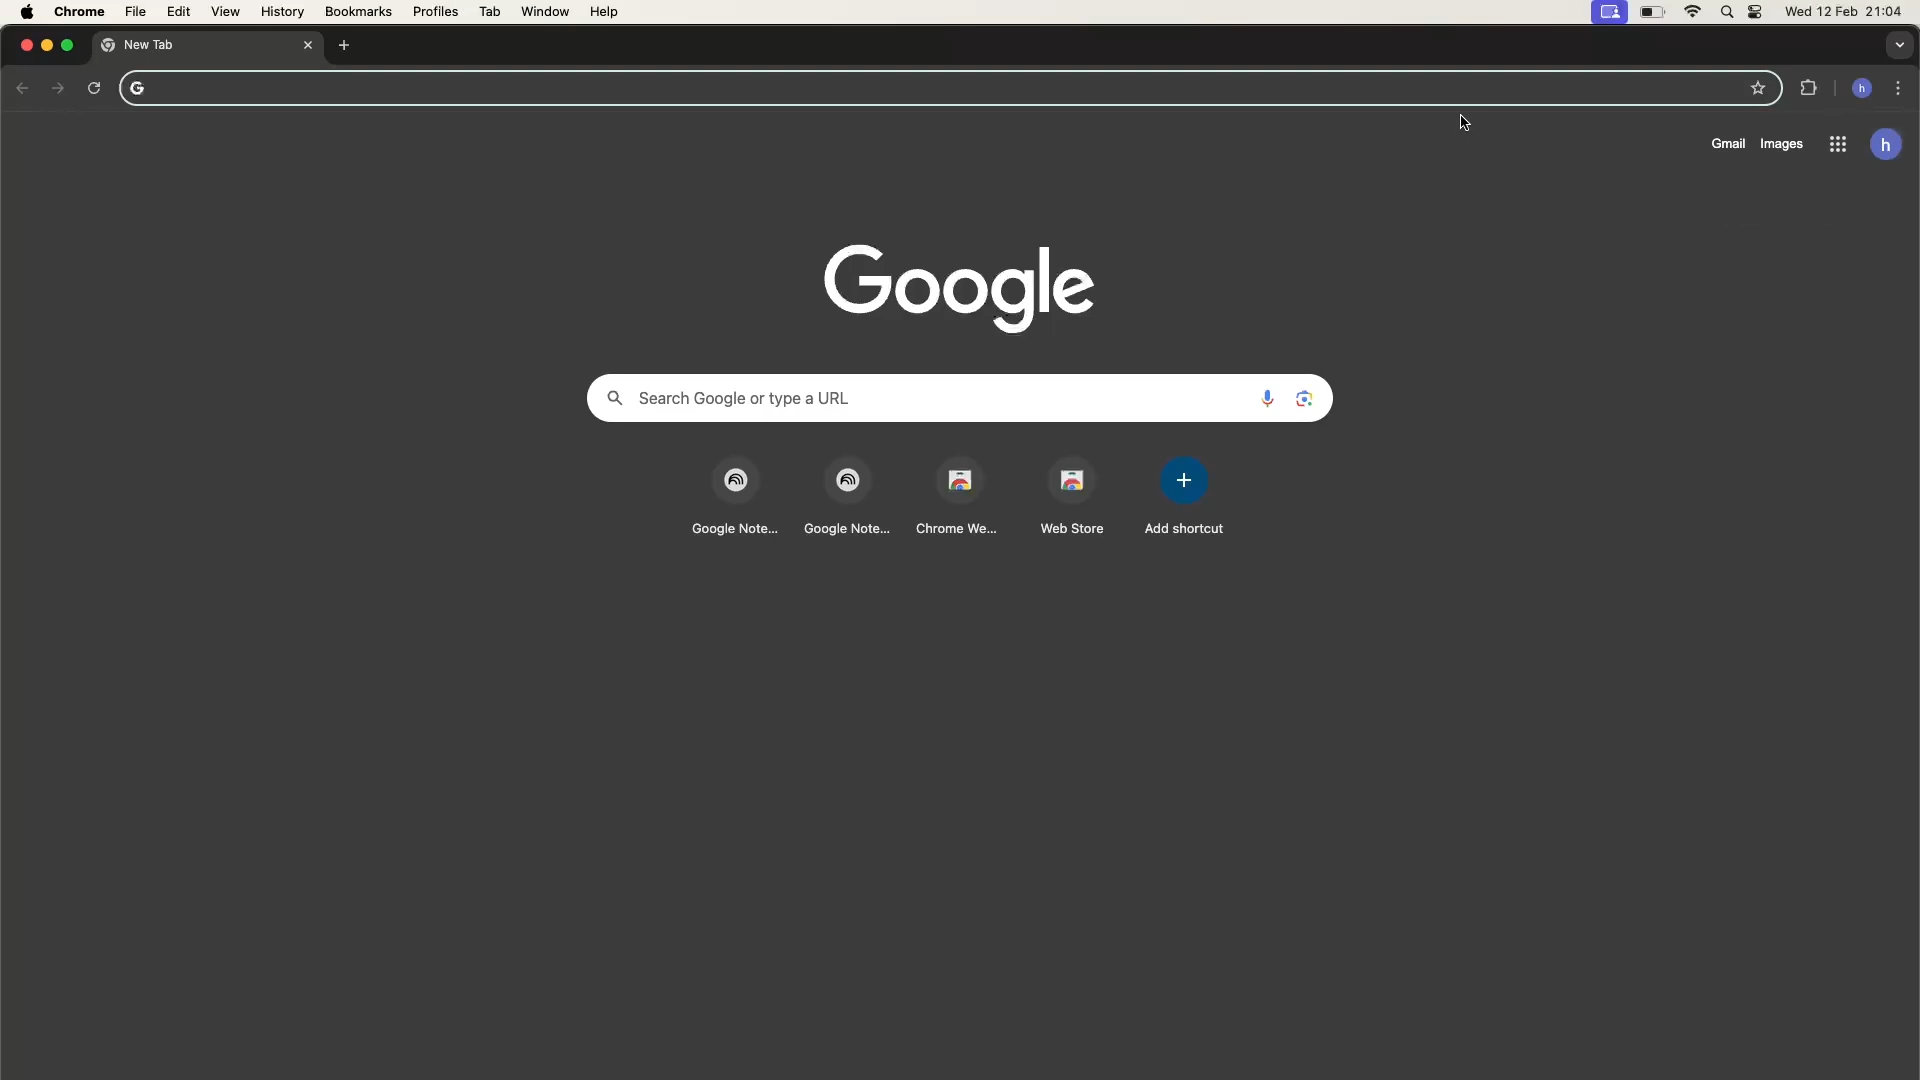 Chrome File Edit View History Bookmarks Profiles Tab Window Help Wed 12 Feb 21:04
New Tab
h
Gmail Images h
Google
Search Google or type a URL
Google Note... Google Note... Chrome We... Web Store Add shortcut